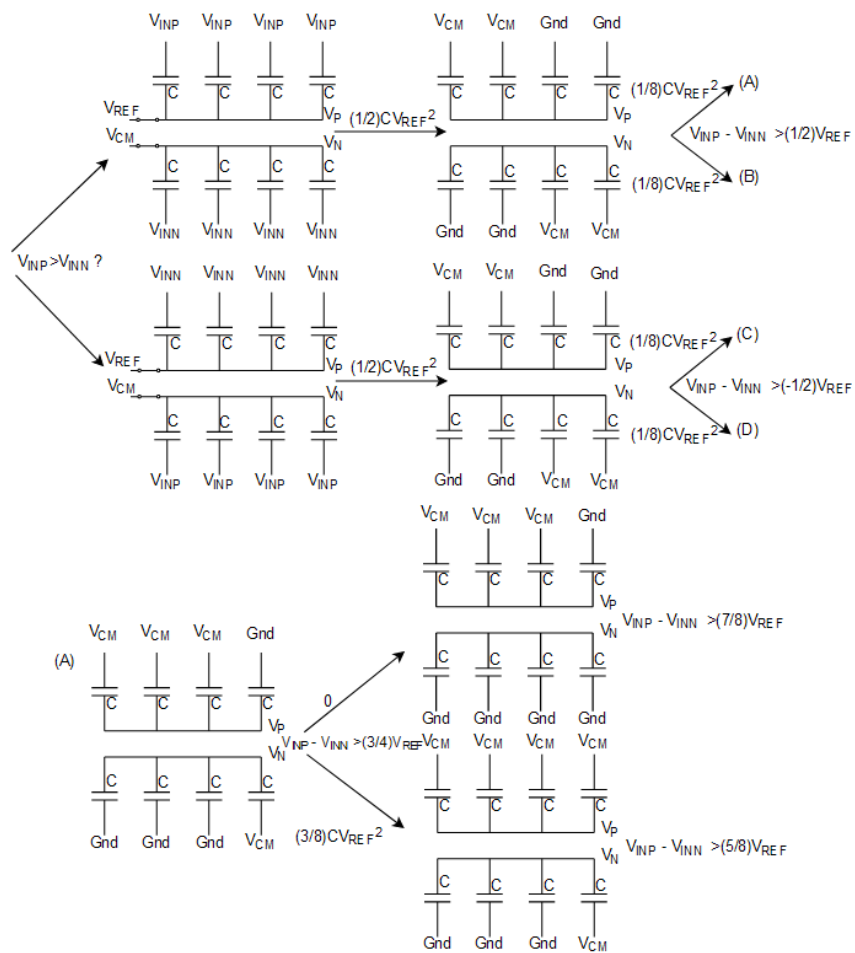 VINP VINP VINP VINP VCM VCM Gnd Gnd
C C C C C C C C (1/8)CVREF² (A)
VREF VP (1/2)CVREF² VP
VCM VN VN VINP - VINN >(1/2)VREF
C C C C C C C C (1/8)CVREF² (B)
VINN VINN VINN VINN Gnd Gnd VCM VCM
VINP>VINN ?
VINN VINN VINN VINN VCM VCM Gnd Gnd
C C C C C C C C (1/8)CVREF² (C)
VREF VP (1/2)CVREF² VP
VCM VN VN VINP - VINN >(-1/2)VREF
C C C C C C C C (1/8)CVREF² (D)
VINP VINP VINP VINP Gnd Gnd VCM VCM
VCM VCM VCM Gnd
C C C C
VP
VN VINP - VINN >(7/8)VREF
C C C C
Gnd Gnd Gnd Gnd
(A) VCM VCM VCM Gnd
C C C C 0
VP
VN VINP - VINN >(3/4)VREF
C C C C
Gnd Gnd Gnd VCM (3/8)CVREF²
VCM VCM VCM VCM
C C C C
VP
VN VINP - VINN >(5/8)VREF
C C C C
Gnd Gnd Gnd VCM